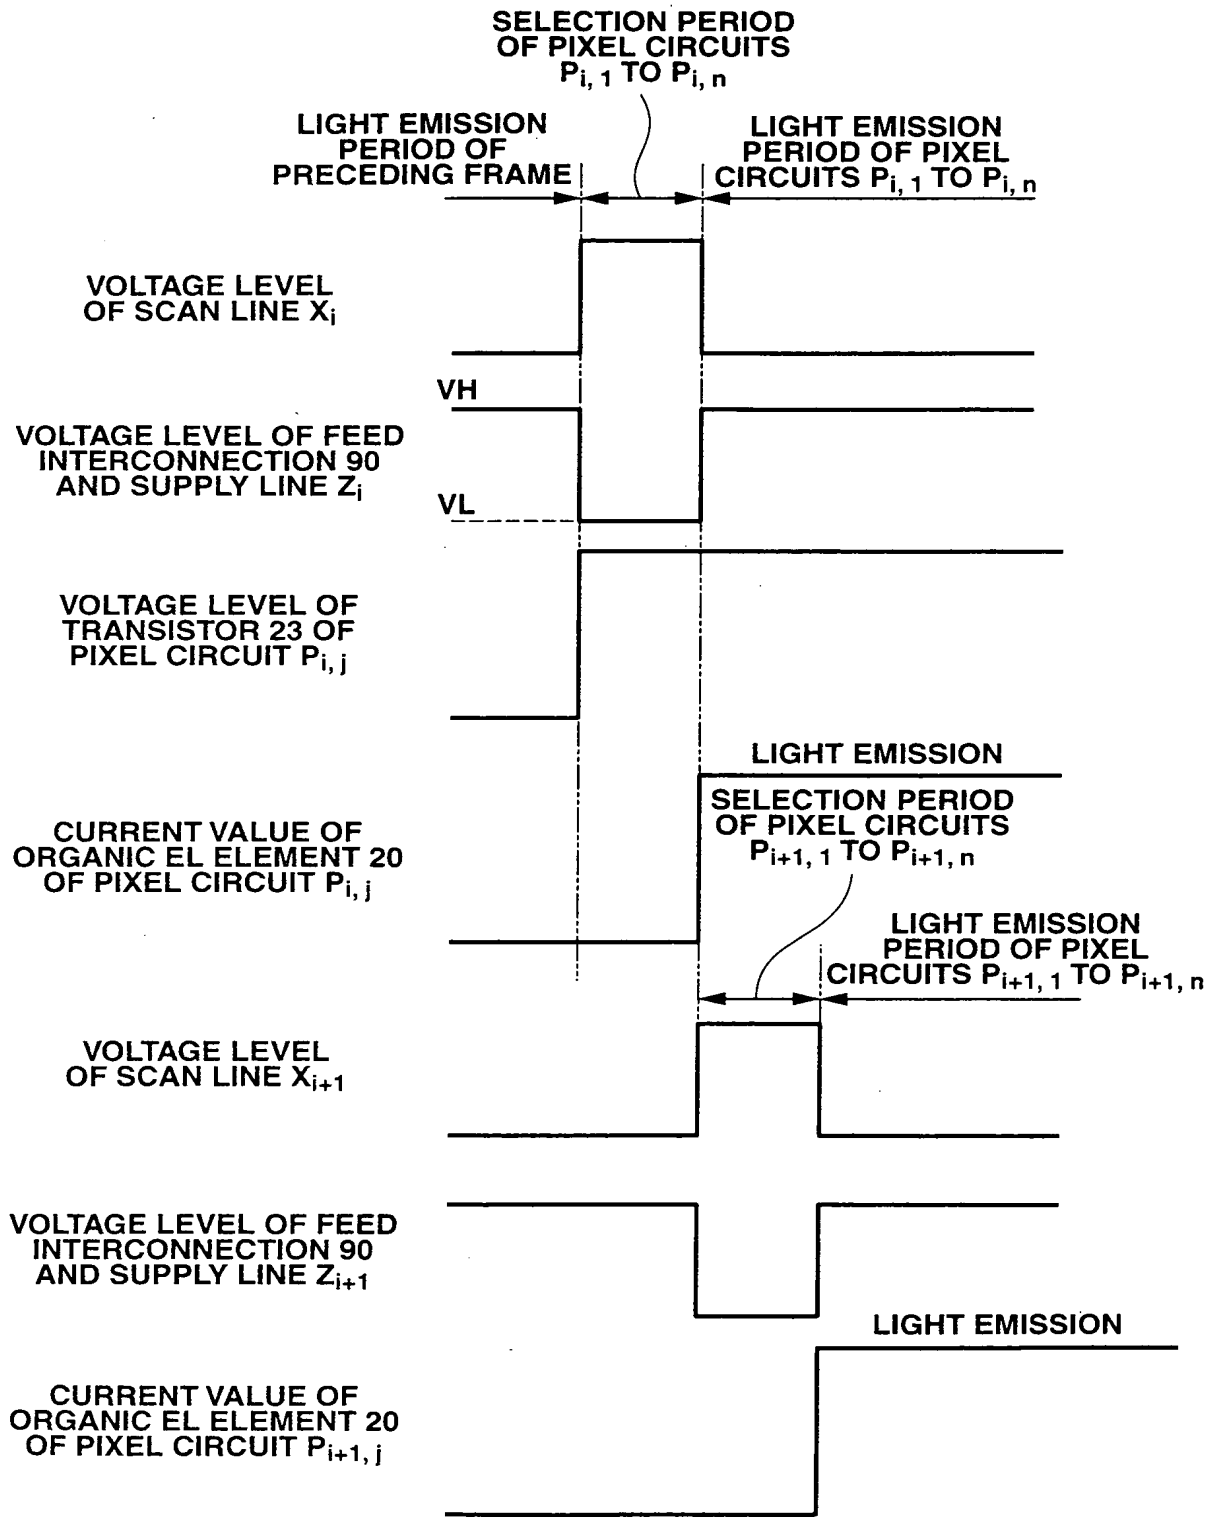 SELECTION PERIOD
OF PIXEL CIRCUITS
Pi, 1 TO Pi, n
LIGHT EMISSION
PERIOD OF
PRECEDING FRAME
LIGHT EMISSION
PERIOD OF PIXEL
CIRCUITS Pi, 1 TO Pi, n
VOLTAGE LEVEL
OF SCAN LINE Xi
VH
VOLTAGE LEVEL OF FEED
INTERCONNECTION 90
AND SUPPLY LINE Zi
VL
VOLTAGE LEVEL OF
TRANSISTOR 23 OF
PIXEL CIRCUIT Pi, j
LIGHT EMISSION
SELECTION PERIOD
OF PIXEL CIRCUITS
Pi+1, 1 TO Pi+1, n
CURRENT VALUE OF
ORGANIC EL ELEMENT 20
OF PIXEL CIRCUIT Pi, j
LIGHT EMISSION
PERIOD OF PIXEL
CIRCUITS Pi+1, 1 TO Pi+1, n
VOLTAGE LEVEL
OF SCAN LINE Xi+1
VOLTAGE LEVEL OF FEED
INTERCONNECTION 90
AND SUPPLY LINE Zi+1
LIGHT EMISSION
CURRENT VALUE OF
ORGANIC EL ELEMENT 20
OF PIXEL CIRCUIT Pi+1, j